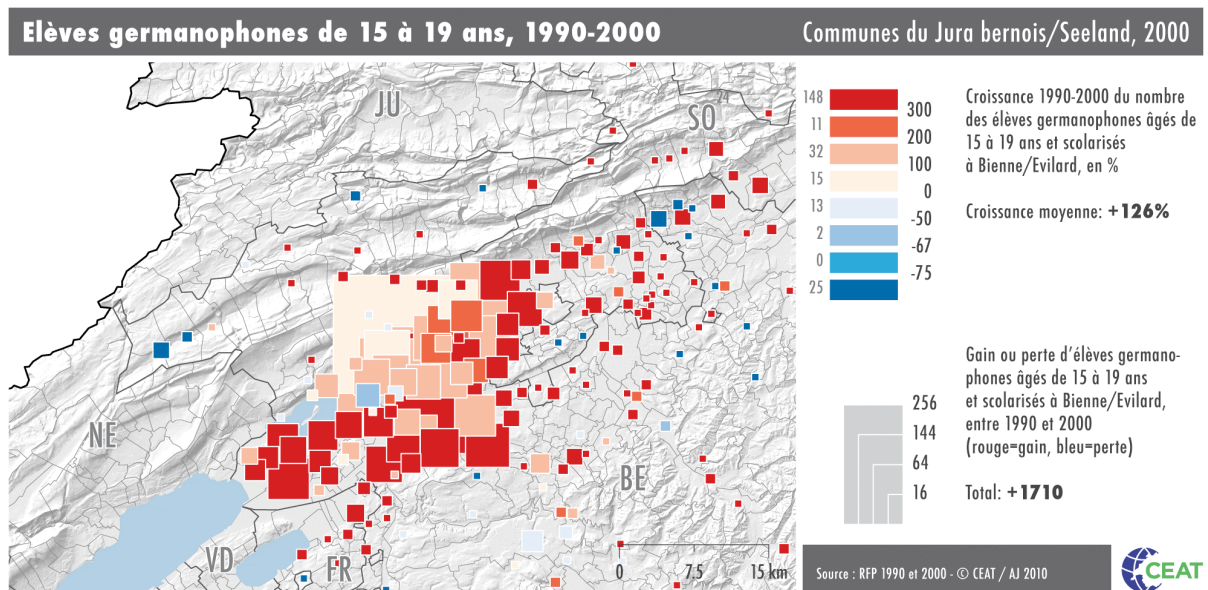 Elèves germanophones de 15 à 19 ans, 1990-2000
Communes du Jura bernois/Seeland, 2000
JU
SO
24
NE
VD
FR
BE
0 7.5 15 km
148
300
11
200
32
100
15
0
13
-50
2
-67
0
-75
25
Croissance 1990-2000 du nombre
des élèves germanophones âgés de
15 à 19 ans et scolarisés
à Bienne/Evilard, en %
Croissance moyenne: +126%
256
144
64
16
Gain ou perte d'élèves germano-
phones âgés de 15 à 19 ans
et scolarisés à Bienne/Evilard,
entre 1990 et 2000
(rouge=gain, bleu=perte)
Total: +1710
Source : RFP 1990 et 2000 - © CEAT / AJ 2010
CEAT